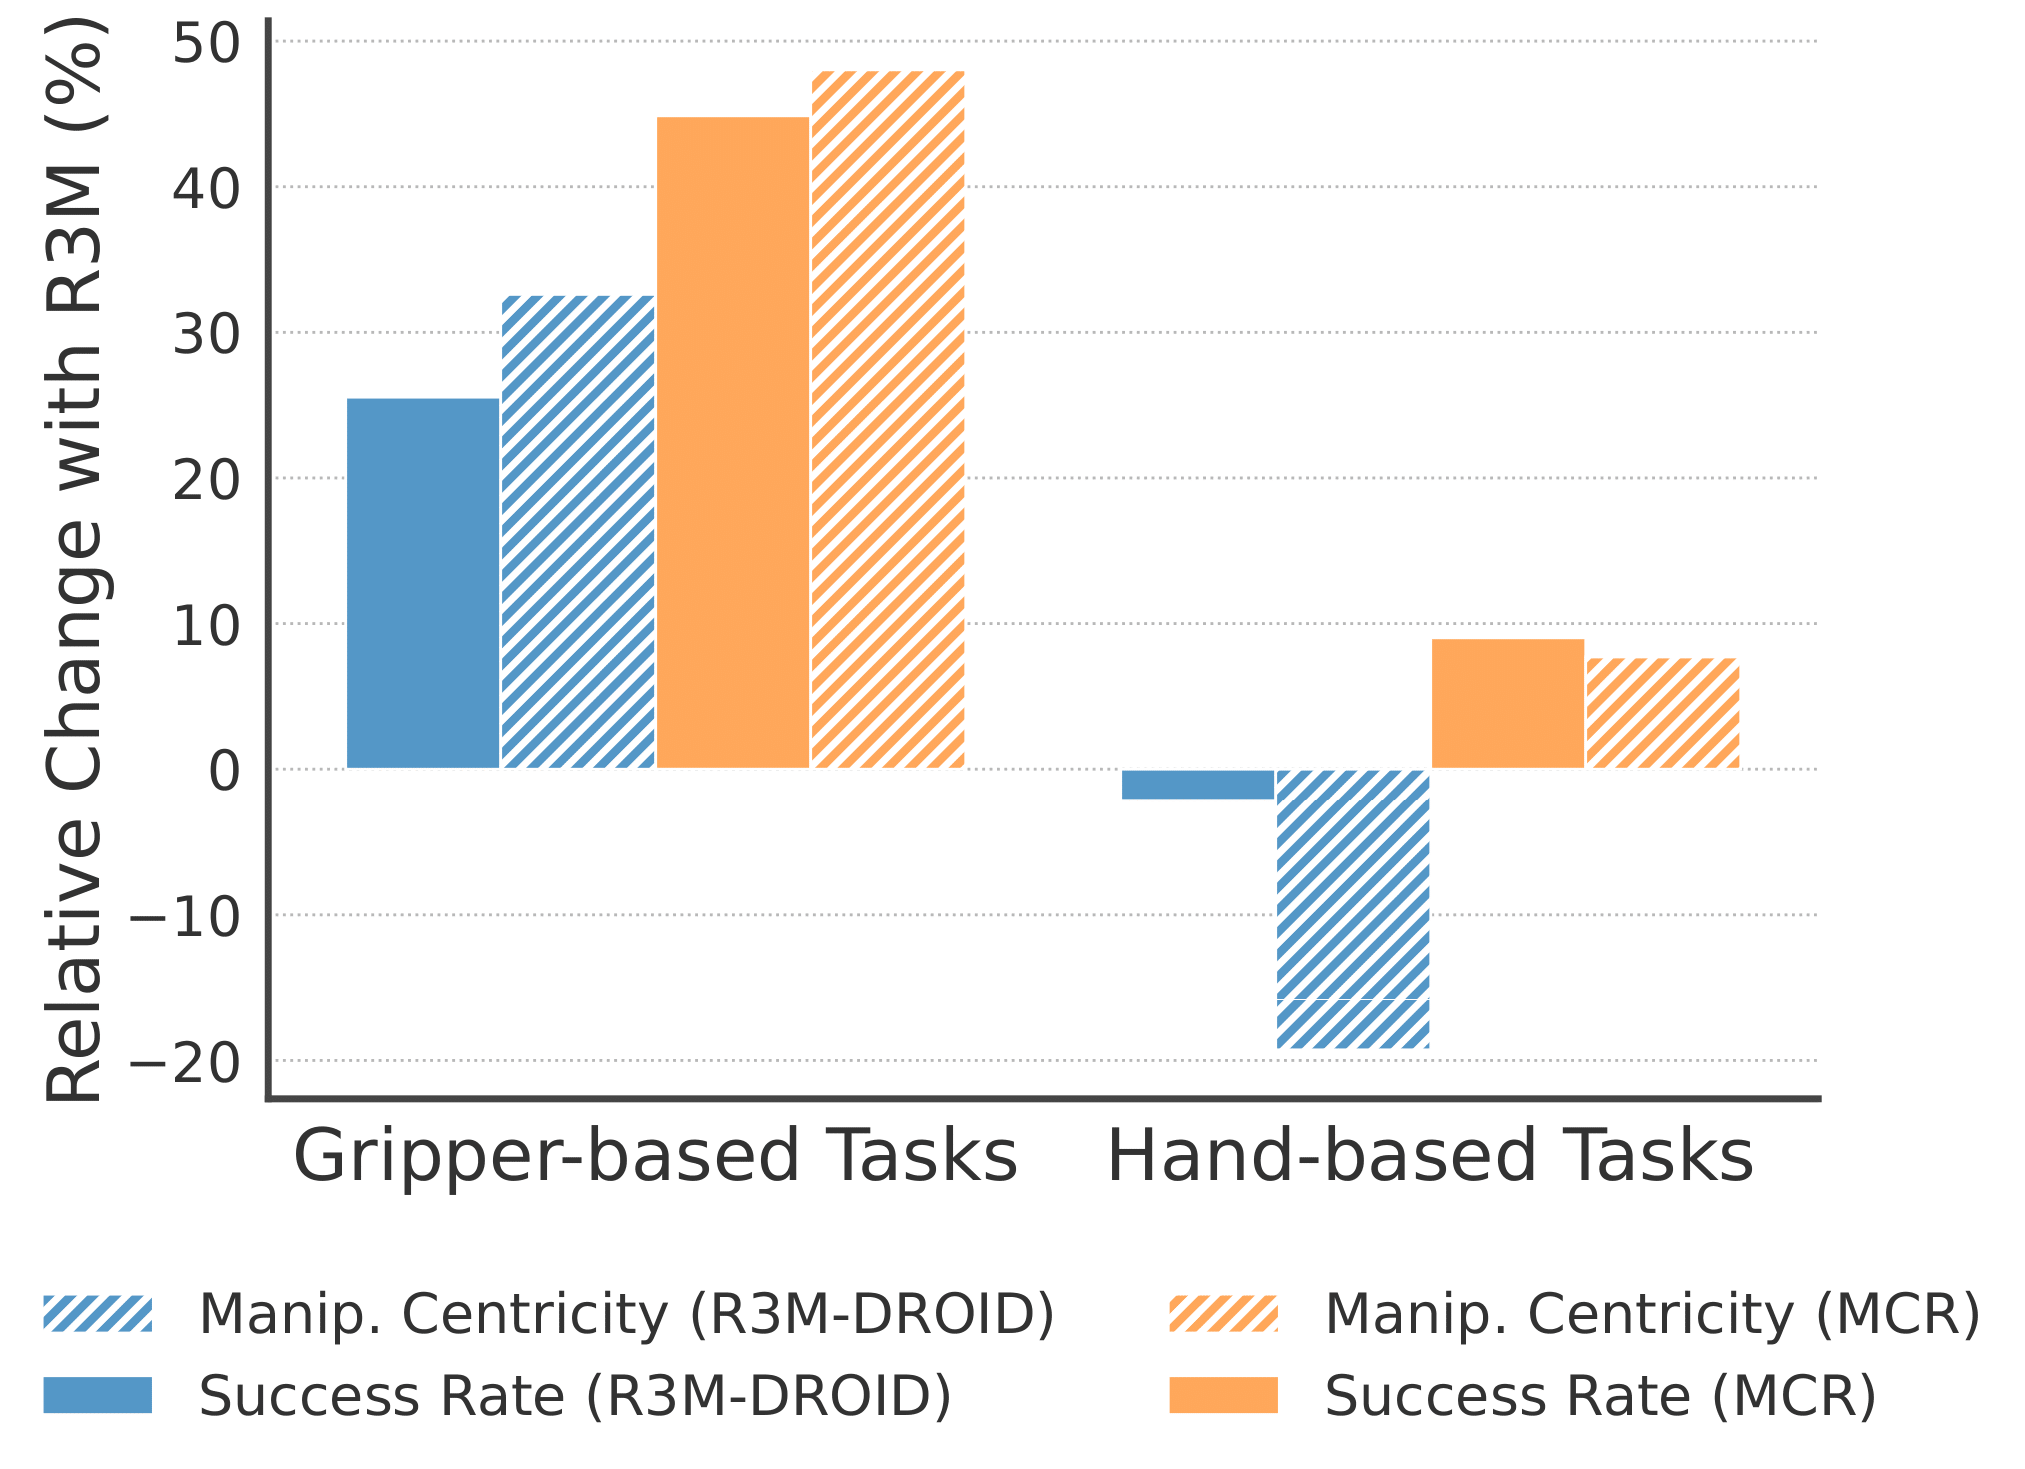 Relative Change with R3M (%)
50
40
30
20
10
0
−10
−20
Gripper-based Tasks
Hand-based Tasks
Manip. Centricity (R3M-DROID)
Success Rate (R3M-DROID)
Manip. Centricity (MCR)
Success Rate (MCR)